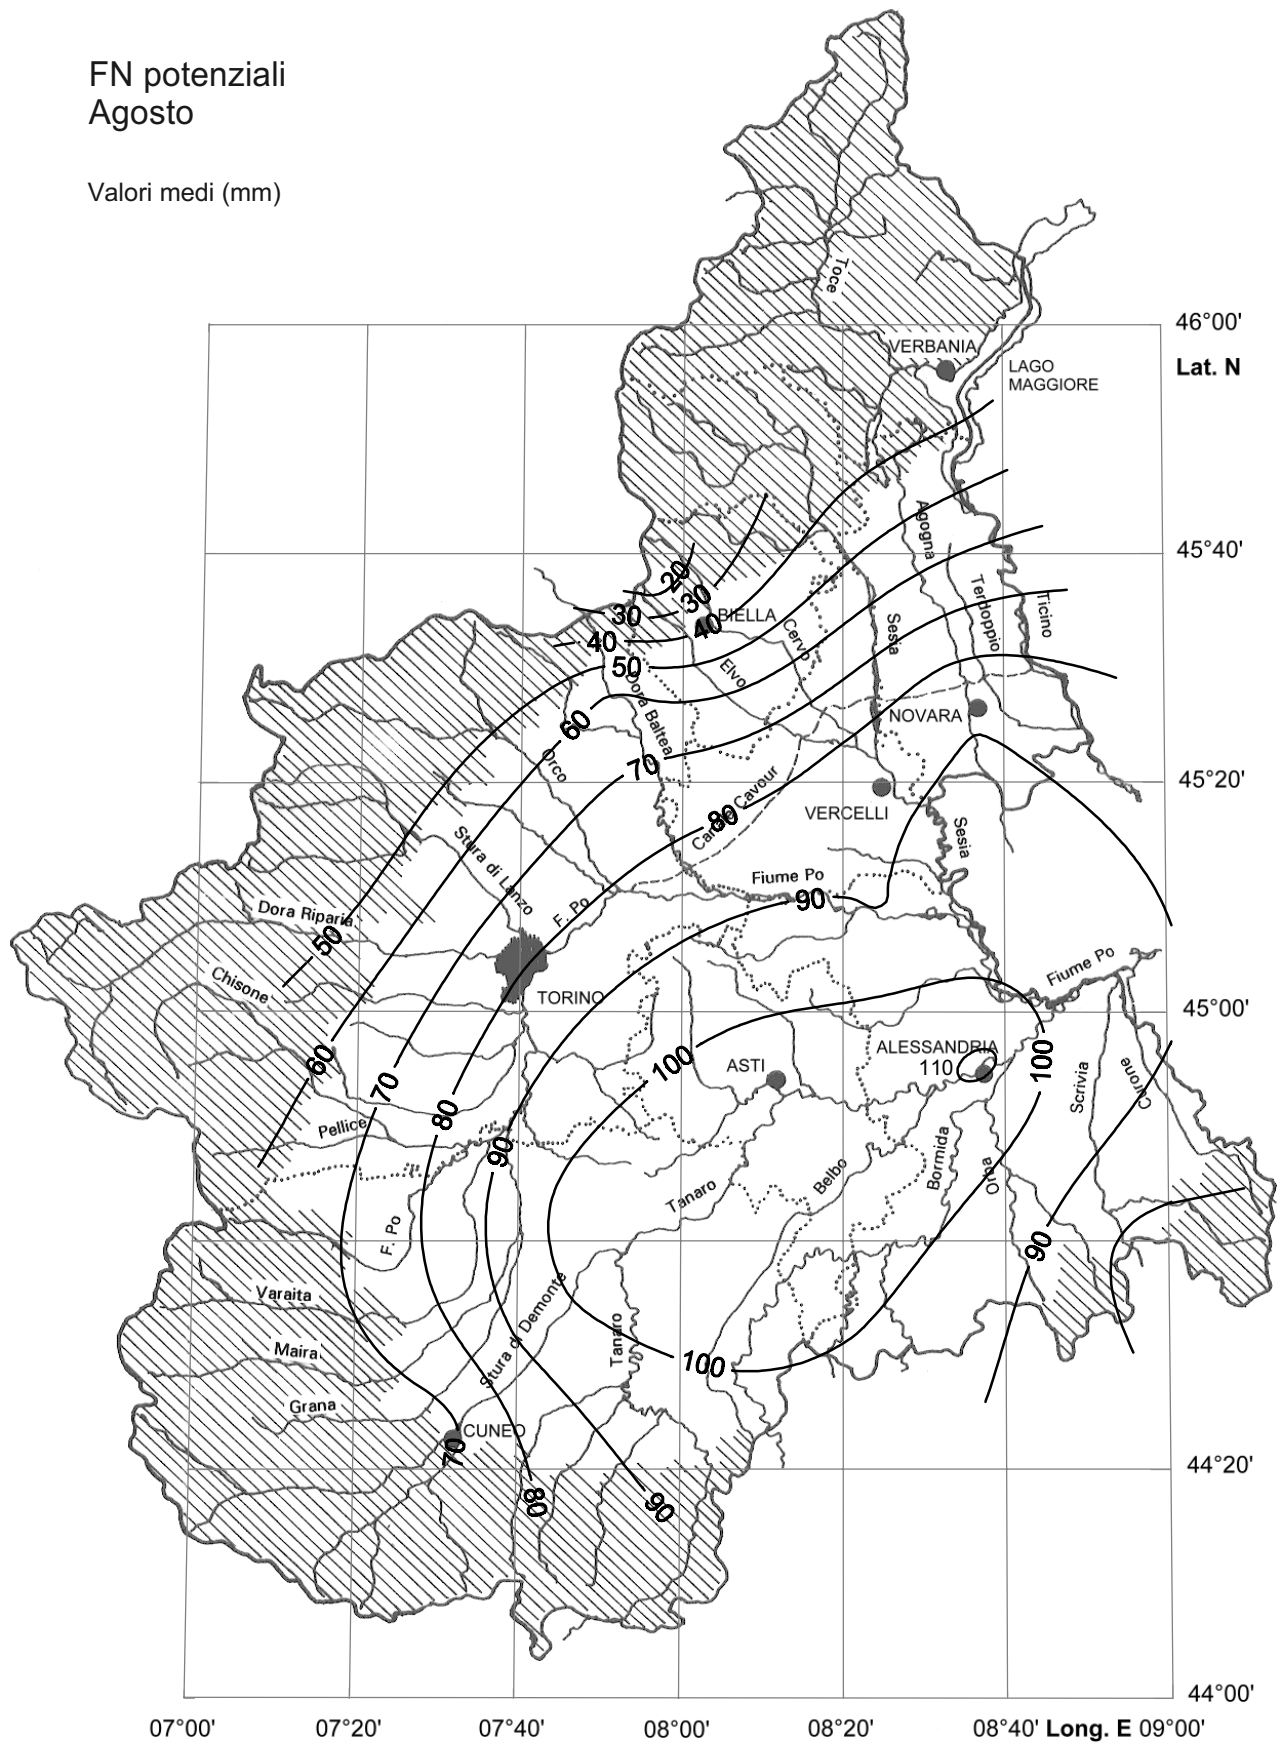 FN potenziali
Agosto
Valori medi (mm)
Toce
46°00'
VERBANIA
Lat. N
LAGO
MAGGIORE
Agogna
45°40'
20
30
30
Terdoppio
Ticino
BIELLA
40
40
Cervo
Sesia
50
Elvo
Dora Baltea
60
NOVARA
Orco
70
45°20'
Canale Cavour
80
VERCELLI
Stura di Lanzo
Sesia
Fiume Po
90
F. Po
Dora Riparia
50
Fiume Po
Chisone
TORINO
45°00'
60
100
ASTI
ALESSANDRIA
110
100
Scrivia
Curone
70
80
90
Pellice
Bormida
Orba
Belbo
Tanaro
F. Po
90
Varaita
Stura di Demonte
Tanaro
Maira
100
Grana
CUNEO
70
44°20'
80
90
44°00'
07°00'
07°20'
07°40'
08°00'
08°20'
08°40'
Long. E
09°00'